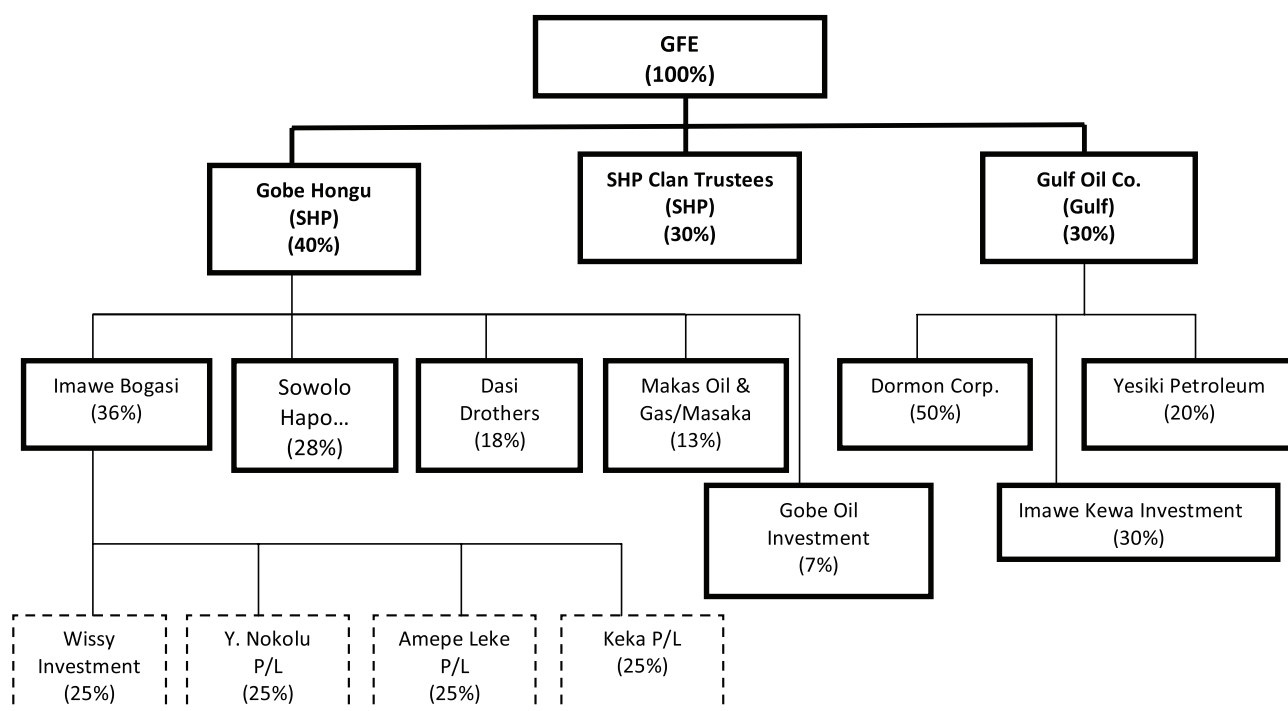 GFE
(100%)
Gobe Hongu
(SHP)
(40%)
SHP Clan Trustees
(SHP)
(30%)
Gulf Oil Co.
(Gulf)
(30%)
Imawe Bogasi
(36%)
Sowolo
Hapo...
(28%)
Dasi
Drothers
(18%)
Makas Oil &
Gas/Masaka
(13%)
Gobe Oil
Investment
(7%)
Dormon Corp.
(50%)
Imawe Kewa Investment
(30%)
Yesiki Petroleum
(20%)
Wissy
Investment
(25%)
Y. Nokolu
P/L
(25%)
Amepe Leke
P/L
(25%)
Keka P/L
(25%)